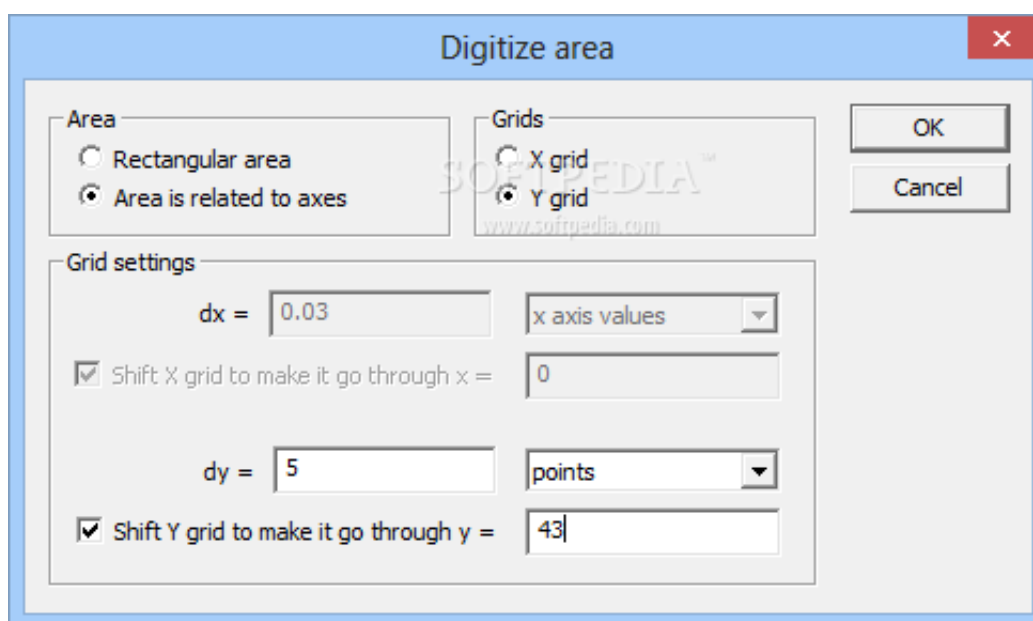 Digitize area
Area
Rectangular area
Area is related to axes
Grids
X grid
Y grid
OK
Cancel
SOFTPEDIA™
www.softpedia.com
Grid settings
dx = 0.03 x axis values
Shift X grid to make it go through x = 0
dy = 5 points
Shift Y grid to make it go through y = 43